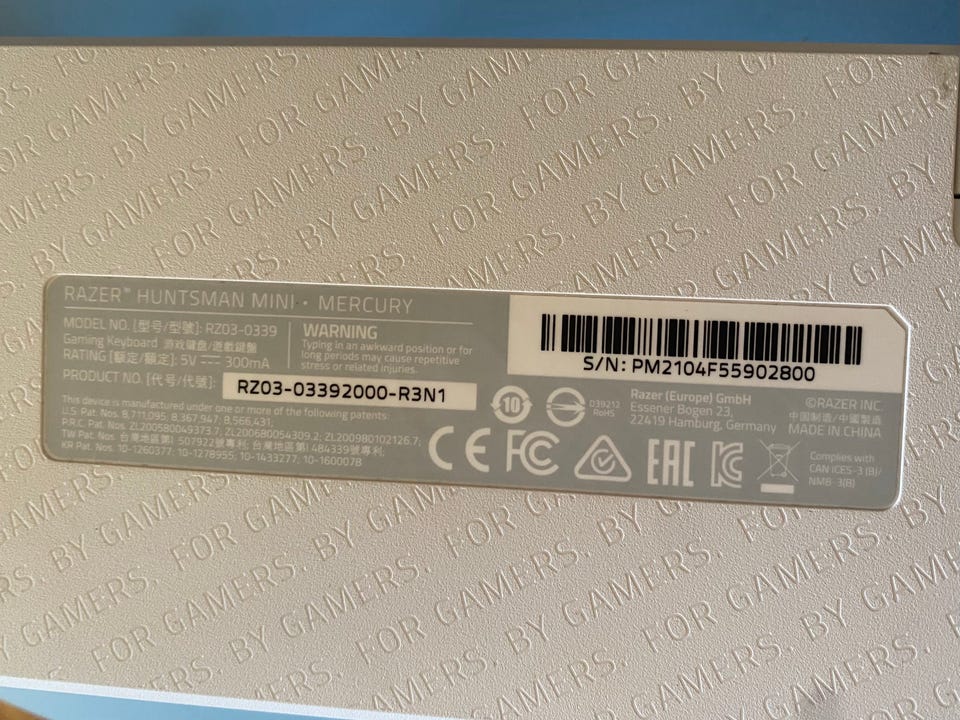 FOR GAMERS. BY GAMERS.
RAZER™ HUNTSMAN MINI · MERCURY
MODEL NO. [型号/型號]: RZ03-0339
Gaming Keyboard 游戏键盘/遊戲鍵盤
RATING [额定/額定]: 5V ⎓ 300mA
WARNING
Typing in an awkward position or for
long periods may cause repetitive
stress or related injuries.
PRODUCT NO. [代号/代號]: RZ03-03392000-R3N1
This device is manufactured under one or more of the following patents:
U.S. Pat. Nos. 8,711,095, 8,367,947; 8,566,431;
P.R.C. Pat. Nos. ZL200580049373.7, ZL200680054309.2, ZL200980102126.7;
TW Pat. Nos. 台灣地區第I 507922號專利; 台灣地區第I 484339號專利;
KR Pat Nos. 10-1260377; 10-1278955; 10-1433277; 10-1600078
S/N: PM2104F55902800
10
D39212
RoHS
Razer (Europe) GmbH
Essener Bogen 23,
22419 Hamburg, Germany
©RAZER INC.
中国制造/中國製造
MADE IN CHINA
CE FC EAC KC
Complies with
CAN ICES-3 (B)/
NMB-3(B)